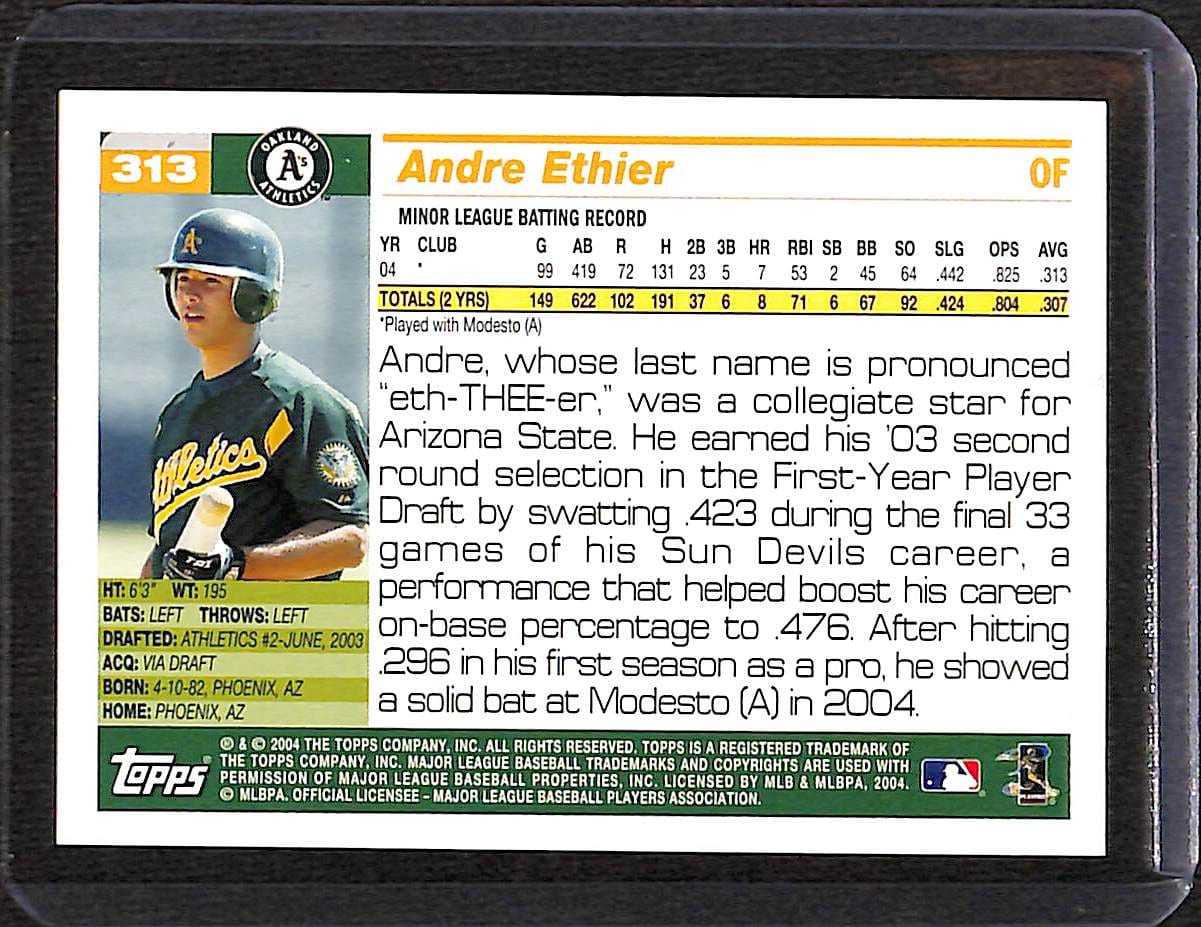 313
OAKLAND
A's
ATHLETICS
Andre Ethier OF
MINOR LEAGUE BATTING RECORD
YR CLUB G AB R H 2B 3B HR RBI SB BB SO SLG OPS AVG
04 * 99 419 72 131 23 5 7 53 2 45 64 .442 .825 .313
TOTALS (2 YRS) 149 622 102 191 37 6 8 71 6 67 92 .424 .804 .307
*Played with Modesto (A)
Andre, whose last name is pronounced
“eth-THEE-er,” was a collegiate star for
Arizona State. He earned his '03 second
round selection in the First-Year Player
Draft by swatting .423 during the final 33
games of his Sun Devils career, a
performance that helped boost his career
on-base percentage to .476. After hitting
.296 in his first season as a pro, he showed
a solid bat at Modesto (A) in 2004.
A
Athletics
HT: 6'3" WT: 195
BATS: LEFT THROWS: LEFT
DRAFTED: ATHLETICS #2-JUNE, 2003
ACQ: VIA DRAFT
BORN: 4-10-82, PHOENIX, AZ
HOME: PHOENIX, AZ
topps
® & © 2004 THE TOPPS COMPANY, INC. ALL RIGHTS RESERVED. TOPPS IS A REGISTERED TRADEMARK OF
THE TOPPS COMPANY, INC. MAJOR LEAGUE BASEBALL TRADEMARKS AND COPYRIGHTS ARE USED WITH
PERMISSION OF MAJOR LEAGUE BASEBALL PROPERTIES, INC. LICENSED BY MLB & MLBPA, 2004.
© MLBPA. OFFICIAL LICENSEE – MAJOR LEAGUE BASEBALL PLAYERS ASSOCIATION.